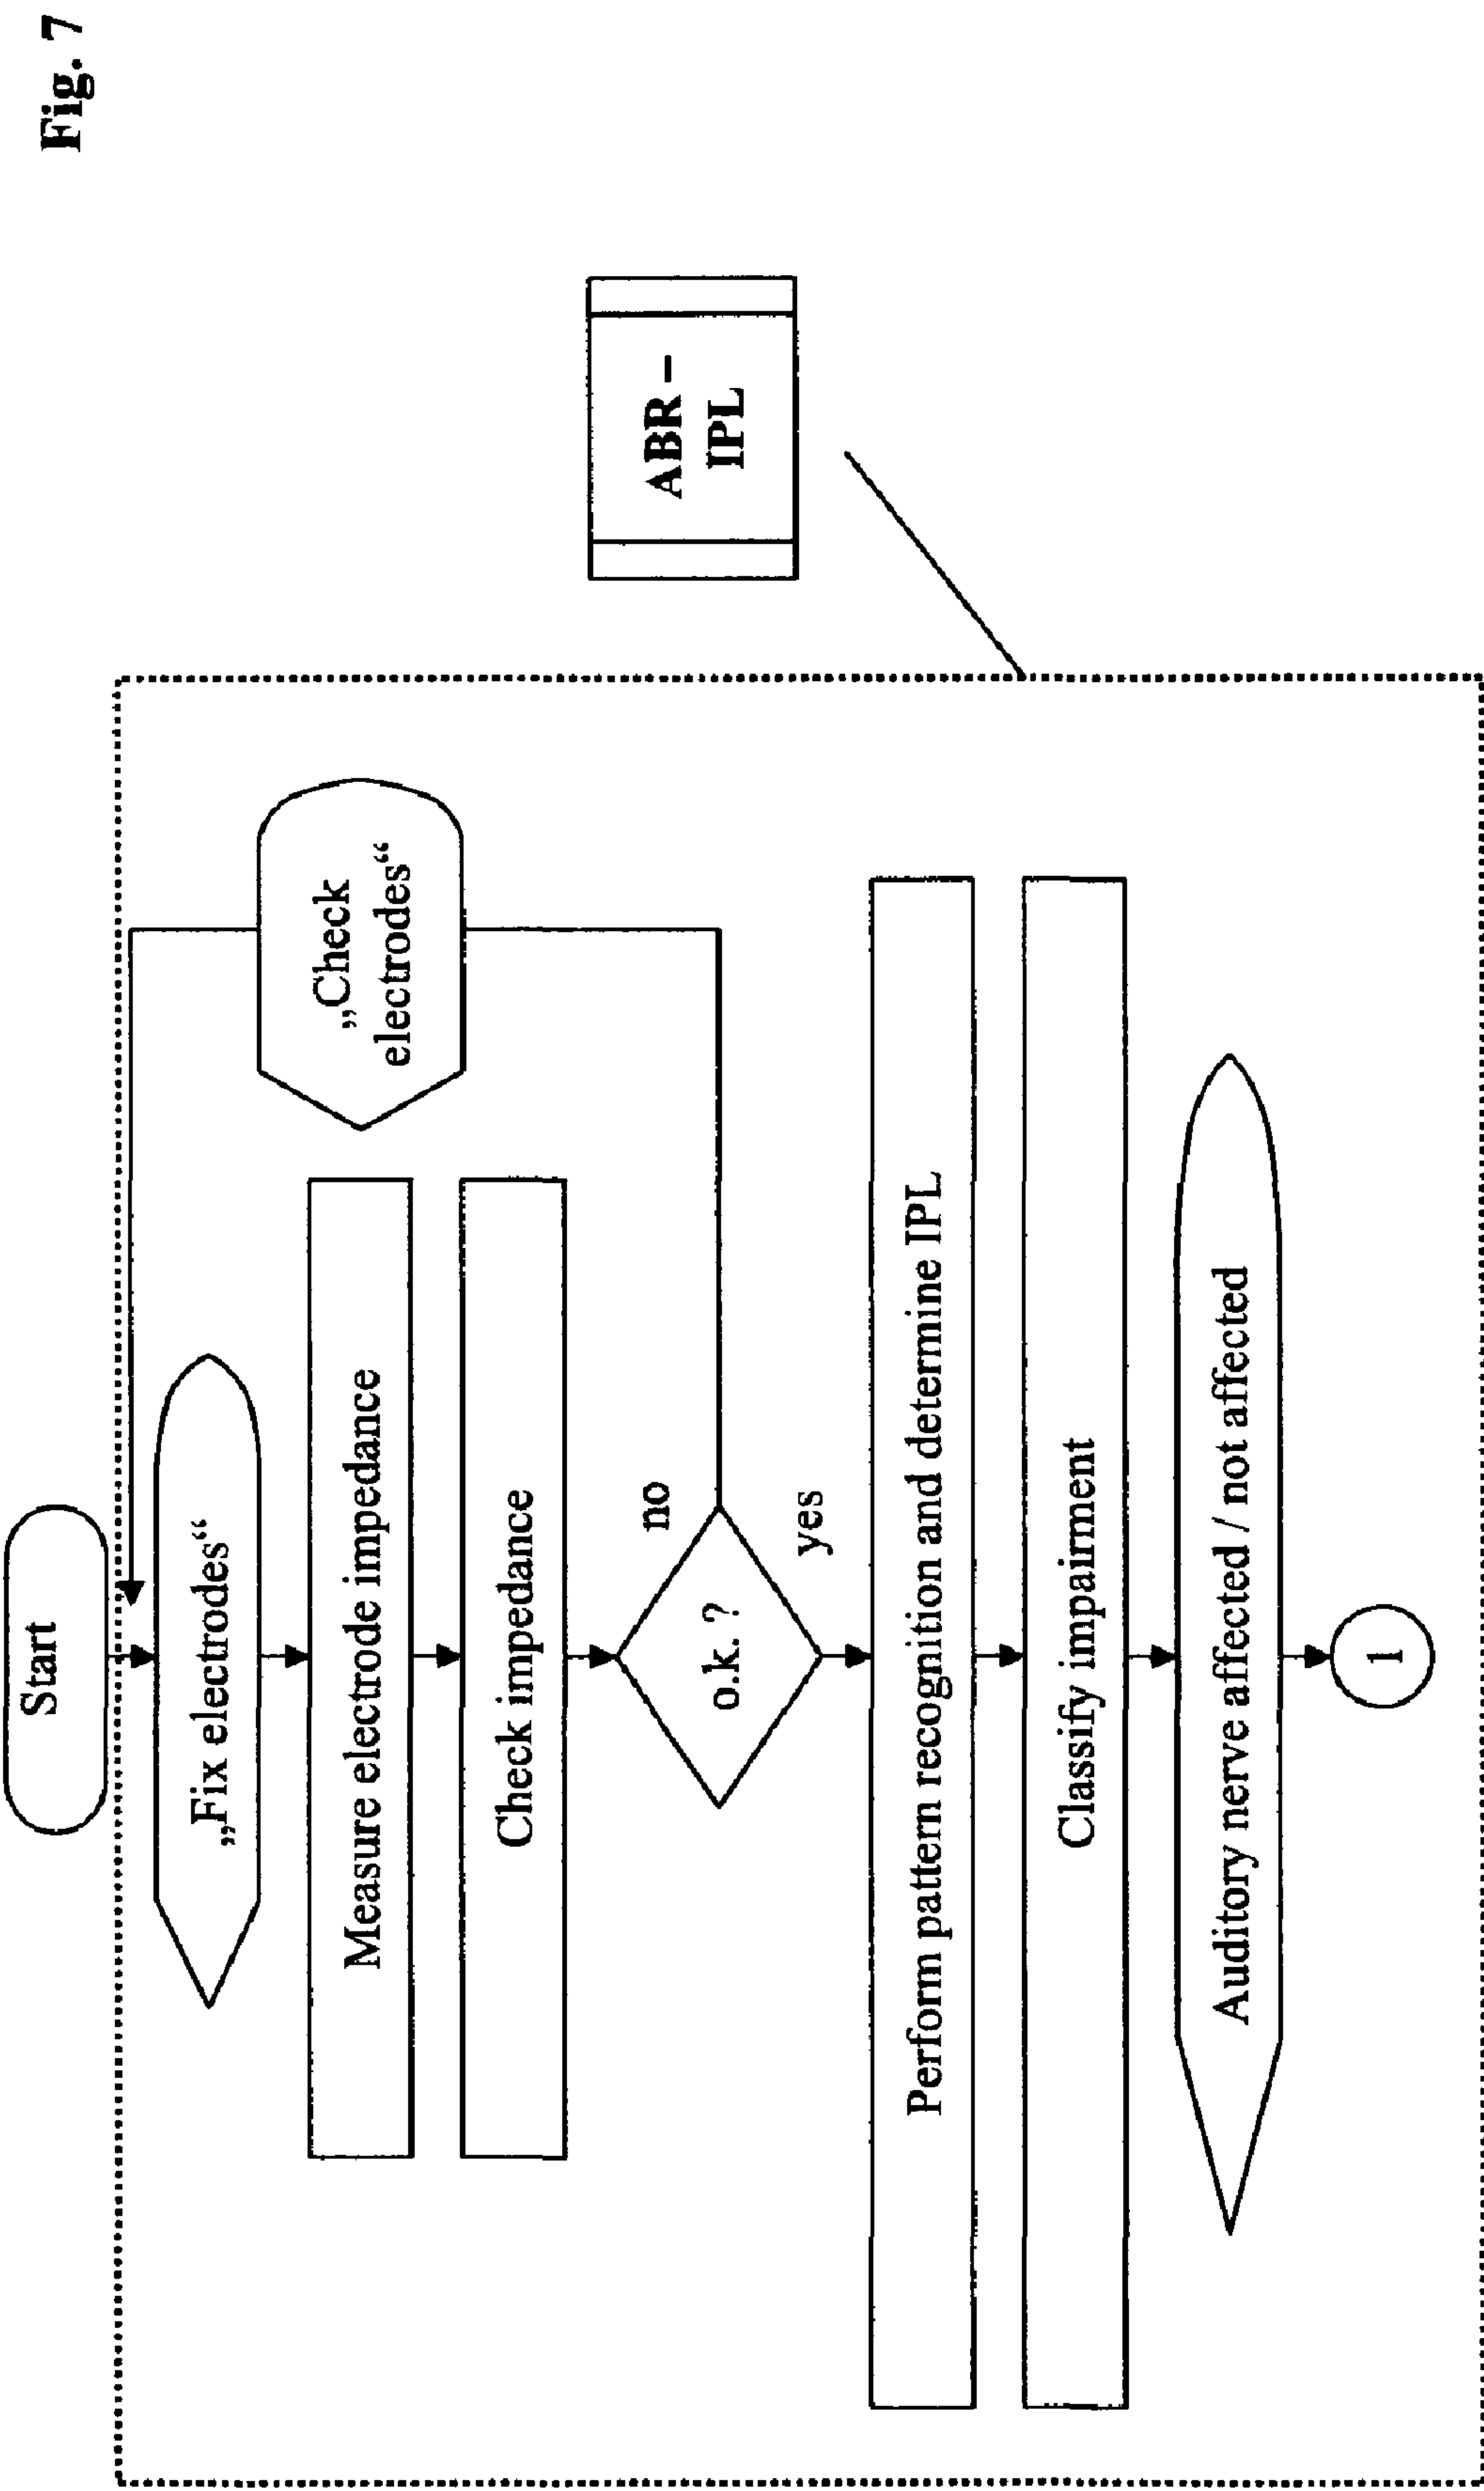 Fig. 7
Start
„Fix electrodes“
Measure electrode impedance
Check impedance
„Check
electrodes“
o.k. ?
no
yes
Perform pattern recognition and determine IPL
Classify impairment
Auditory nerve affected / not affected
1
ABR –
IPL